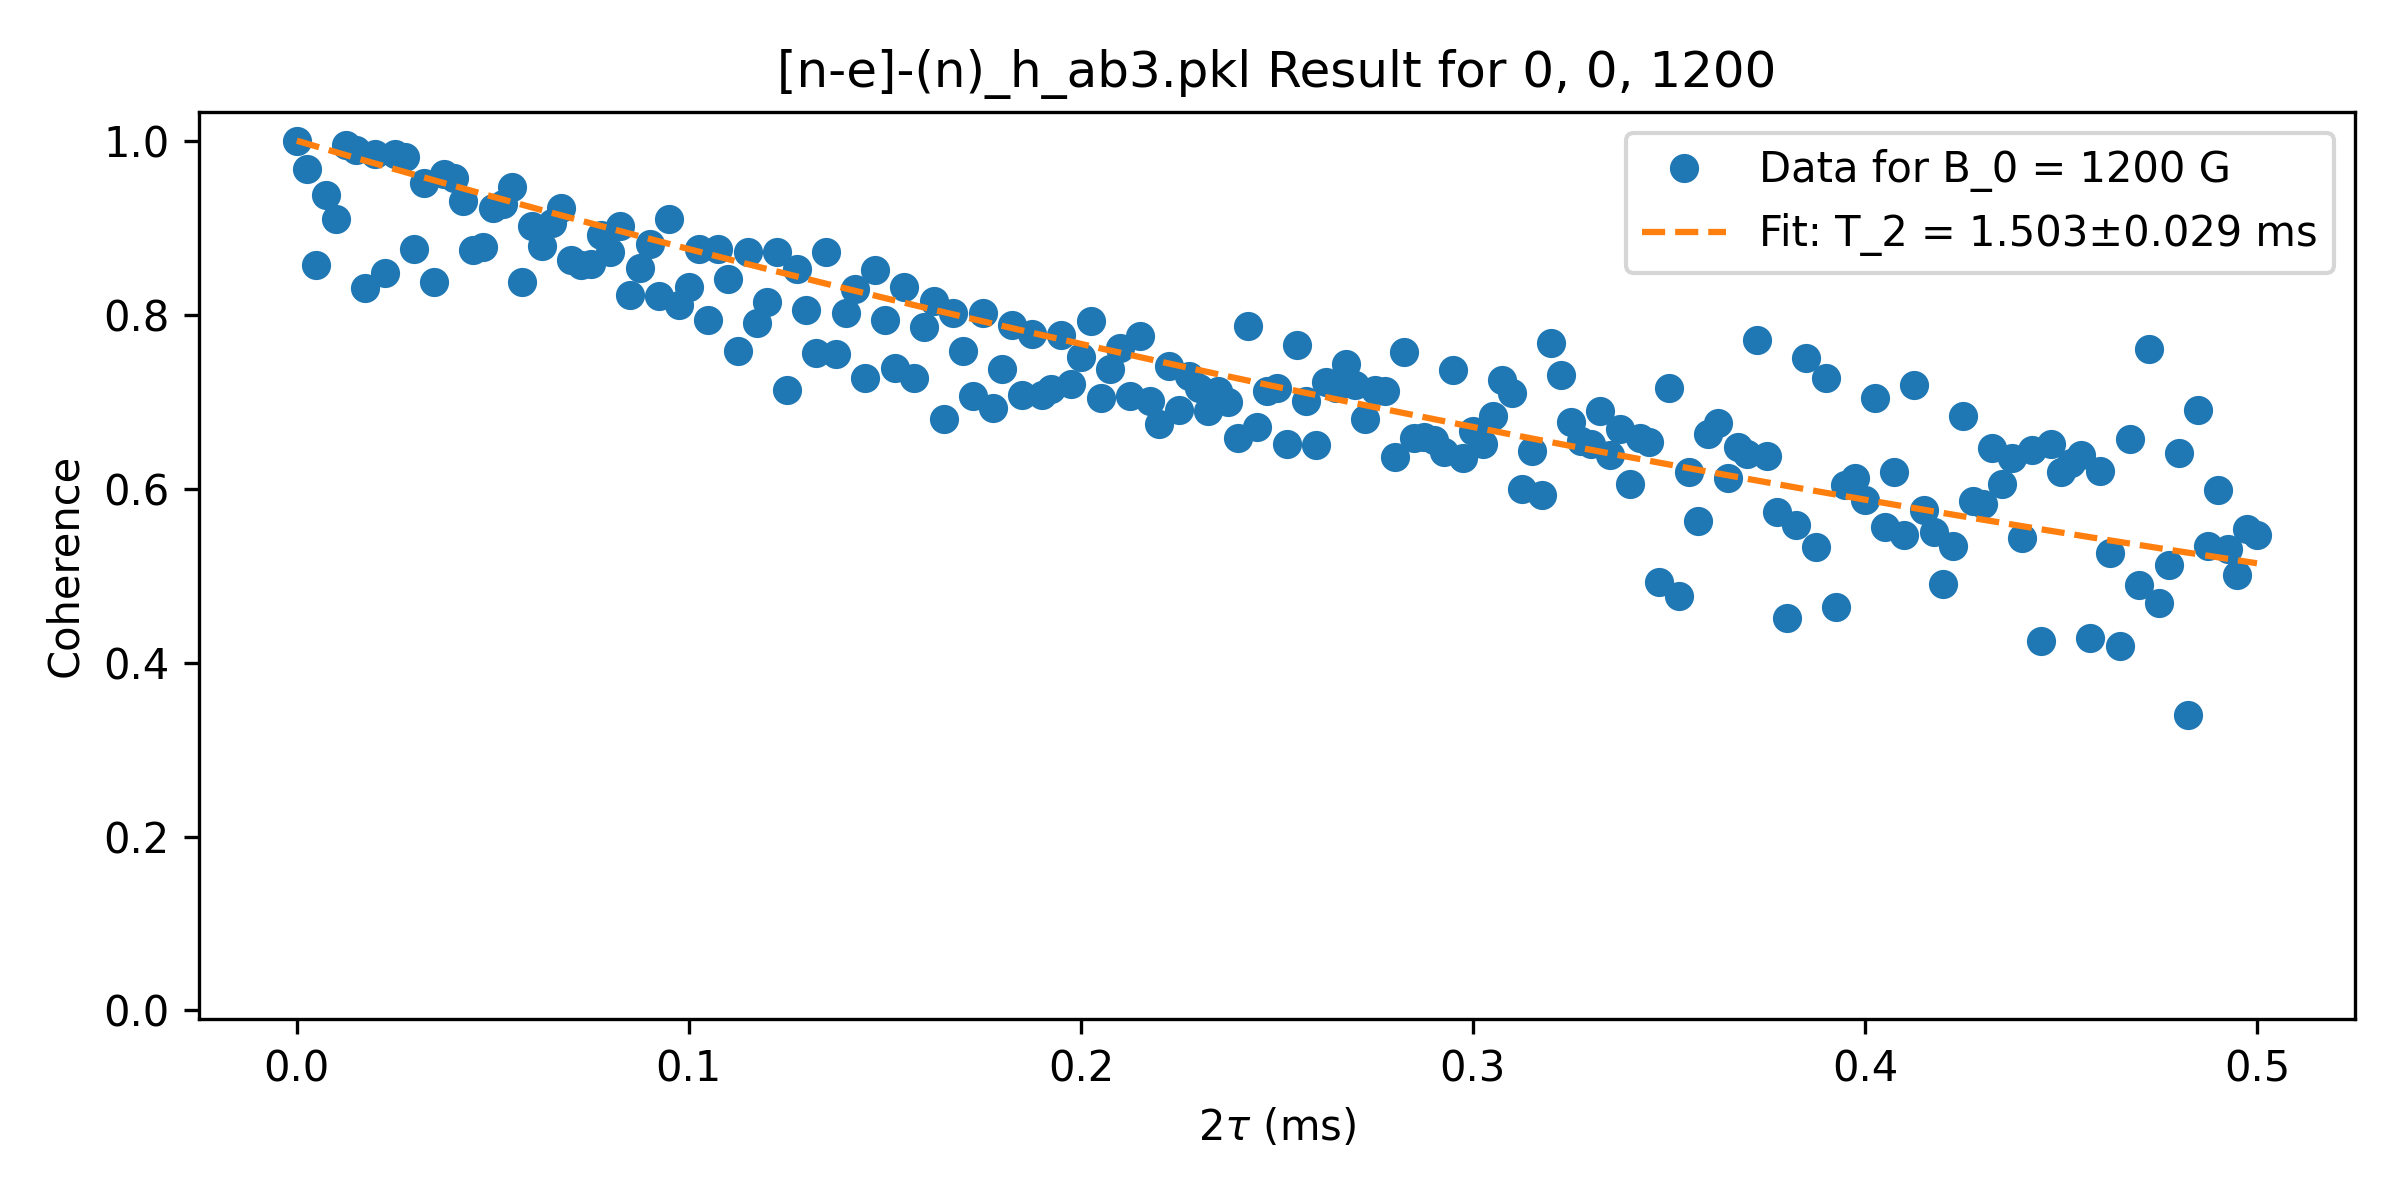 [n-e]-(n)_h_ab3.pkl Result for 0, 0, 1200
Data for B_0 = 1200 G
Fit: T_2 = 1.503±0.029 ms
Coherence
1.0
0.8
0.6
0.4
0.2
0.0
0.0 0.1 0.2 0.3 0.4 0.5
2τ (ms)